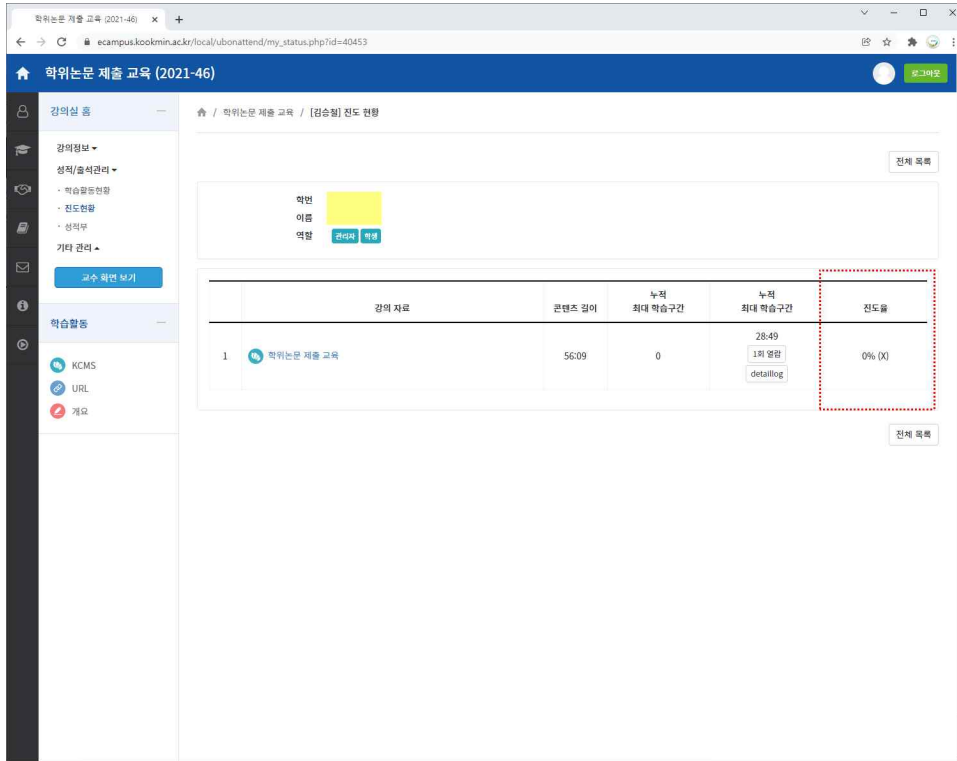 학위논문 제출 교육 (2021-46)
ecampus.kookmin.ac.kr/local/ubonattend/my_status.php?id=40453
학위논문 제출 교육 (2021-46)
로그아웃
강의실 홈
/ 학위논문 제출 교육 / [김승철] 진도 현황
강의정보
성적/출석관리
전체 목록
· 학습활동현황
· 진도현황
· 성적부
기타 관리
교수 화면 보기
학번
이름
역할 관리자 학생
강의 자료
콘텐츠 길이
누적
최대 학습구간
누적
최대 학습구간
진도율
1 학위논문 제출 교육 56:09 0
28:49
1회 열람
detaillog
0% (X)
학습활동
KCMS
URL
개요
전체 목록